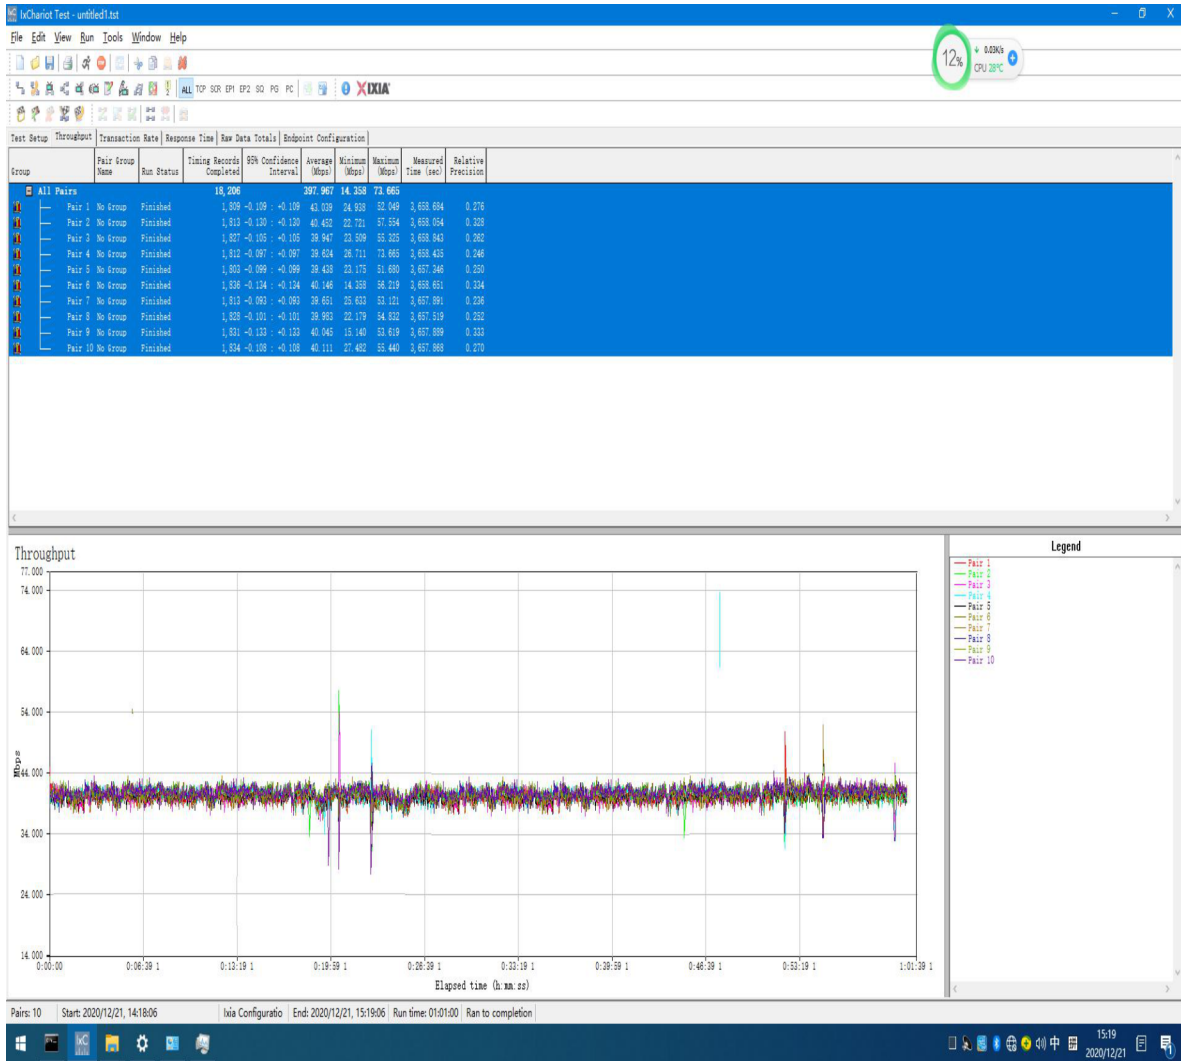 IxChariot Test - untitled1.tst
File Edit View Run Tools Window Help
12% 0.03K/s
CPU 28°C
ALL TCP SCR EP1 EP2 SQ PG PC IXIA
Test Setup Throughput Transaction Rate Response Time Raw Data Totals Endpoint Configuration
Group Pair Group Name Run Status Timing Records Completed 95% Confidence Interval Average (Mbps) Minimum (Mbps) Maximum (Mbps) Measured Time (sec) Relative Precision
All Pairs 18,206 397.967 14.358 73.665
Pair 1 No Group Finished 1,809 -0.109 : +0.109 43.039 24.938 52.049 3,658.684 0.276
Pair 2 No Group Finished 1,813 -0.130 : +0.130 40.452 22.721 57.554 3,658.054 0.328
Pair 3 No Group Finished 1,827 -0.105 : +0.105 39.947 23.509 55.325 3,658.843 0.262
Pair 4 No Group Finished 1,812 -0.097 : +0.097 39.624 26.711 73.665 3,658.435 0.246
Pair 5 No Group Finished 1,803 -0.099 : +0.099 39.438 23.175 51.680 3,657.346 0.250
Pair 6 No Group Finished 1,836 -0.134 : +0.134 40.146 14.358 56.219 3,658.651 0.334
Pair 7 No Group Finished 1,813 -0.093 : +0.093 39.651 25.633 53.121 3,657.891 0.236
Pair 8 No Group Finished 1,828 -0.101 : +0.101 39.983 22.179 54.832 3,657.519 0.252
Pair 9 No Group Finished 1,831 -0.133 : +0.133 40.045 15.140 53.619 3,657.889 0.333
Pair 10 No Group Finished 1,834 -0.108 : +0.108 40.111 27.482 55.440 3,657.868 0.270
Throughput
Legend
77.000
74.000
64.000
54.000
44.000
34.000
24.000
14.000
Mbps
0:00:00 0:06:39 1 0:13:19 1 0:19:59 1 0:26:39 1 0:33:19 1 0:39:59 1 0:46:39 1 0:53:19 1 1:01:39 1
Elapsed time (h:mm:ss)
Pair 1
Pair 2
Pair 3
Pair 4
Pair 5
Pair 6
Pair 7
Pair 8
Pair 9
Pair 10
Pairs: 10 Start: 2020/12/21, 14:18:06 Ixia Configuratio End: 2020/12/21, 15:19:06 Run time: 01:01:00 Ran to completion
IxC
中
15:19
2020/12/21